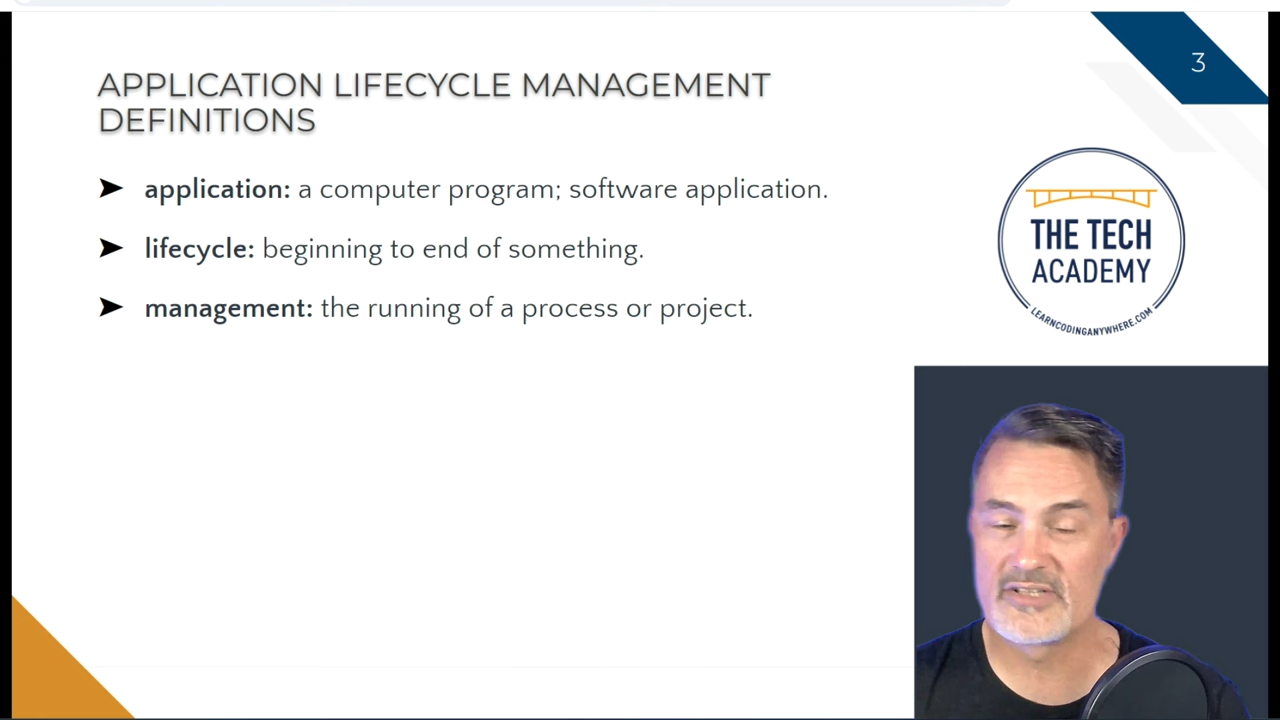 3
APPLICATION LIFECYCLE MANAGEMENT
DEFINITIONS
➤ application: a computer program; software application.
➤ lifecycle: beginning to end of something.
➤ management: the running of a process or project.
THE TECH
ACADEMY
LEARNCODINGANYWHERE.COM